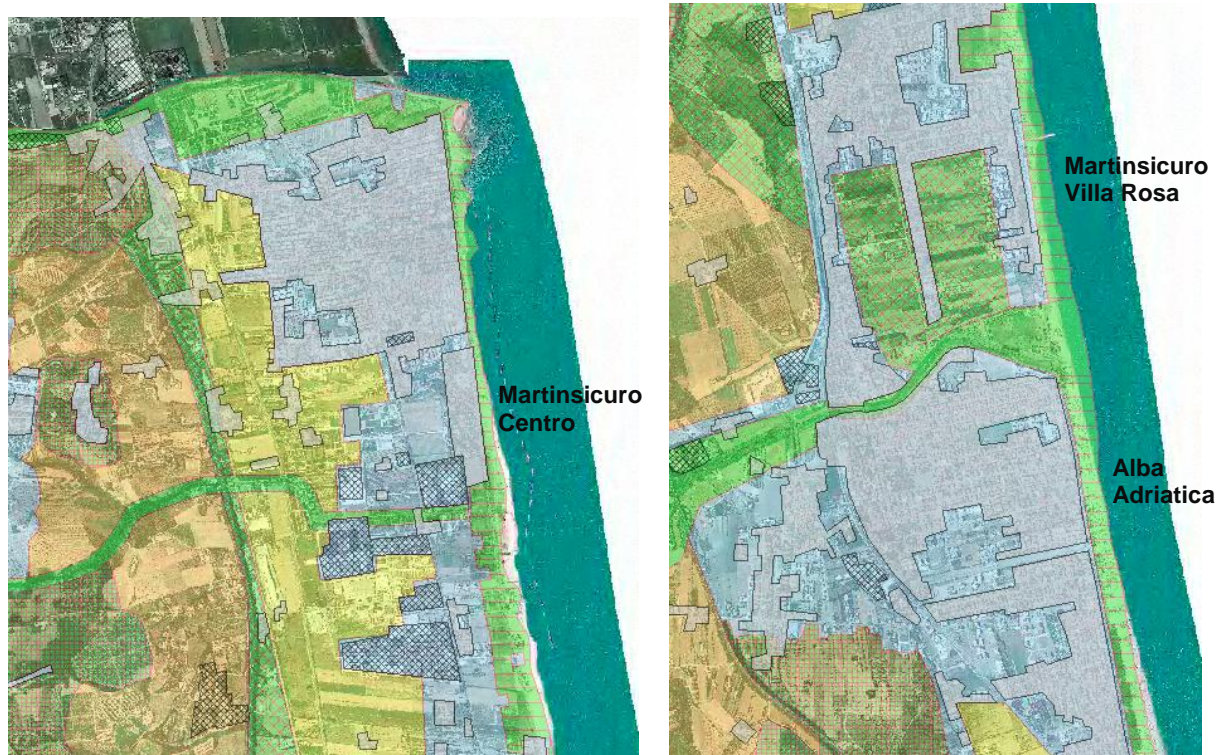 Martinsicuro
Centro
Martinsicuro
Villa Rosa
Alba
Adriatica